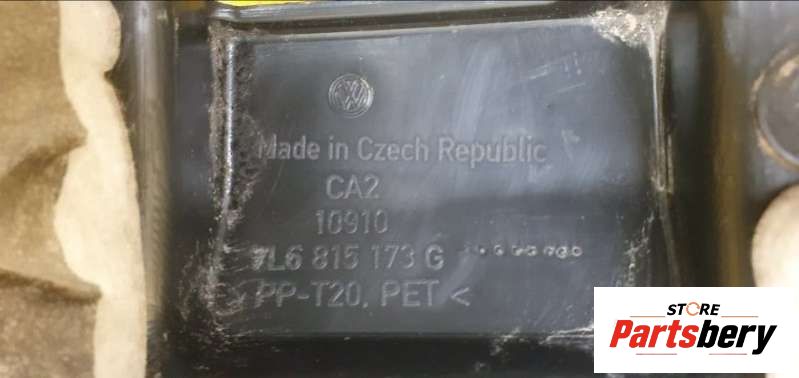 Made in Czech Republic
CA2
10910
7L6 815 173 G
>PP-T20, PET<
STORE
Partsbery